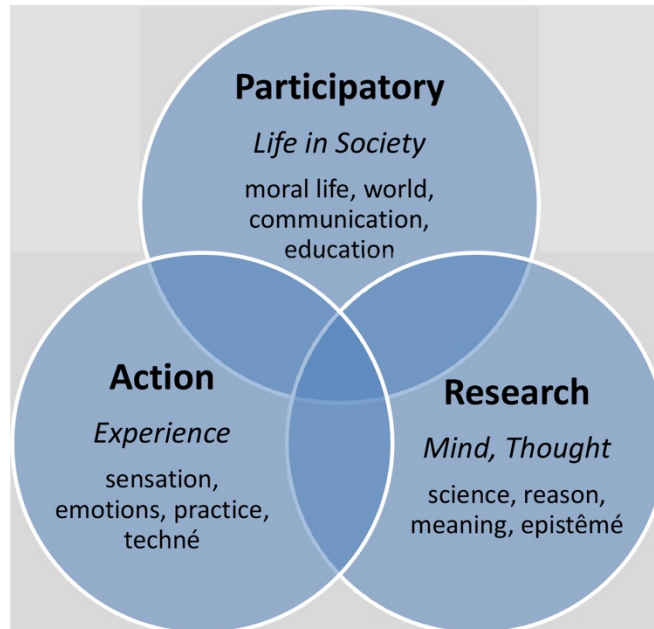 Participatory
Life in Society
moral life, world,
communication,
education
Action
Experience
sensation,
emotions, practice,
techné
Research
Mind, Thought
science, reason,
meaning, epistêmé